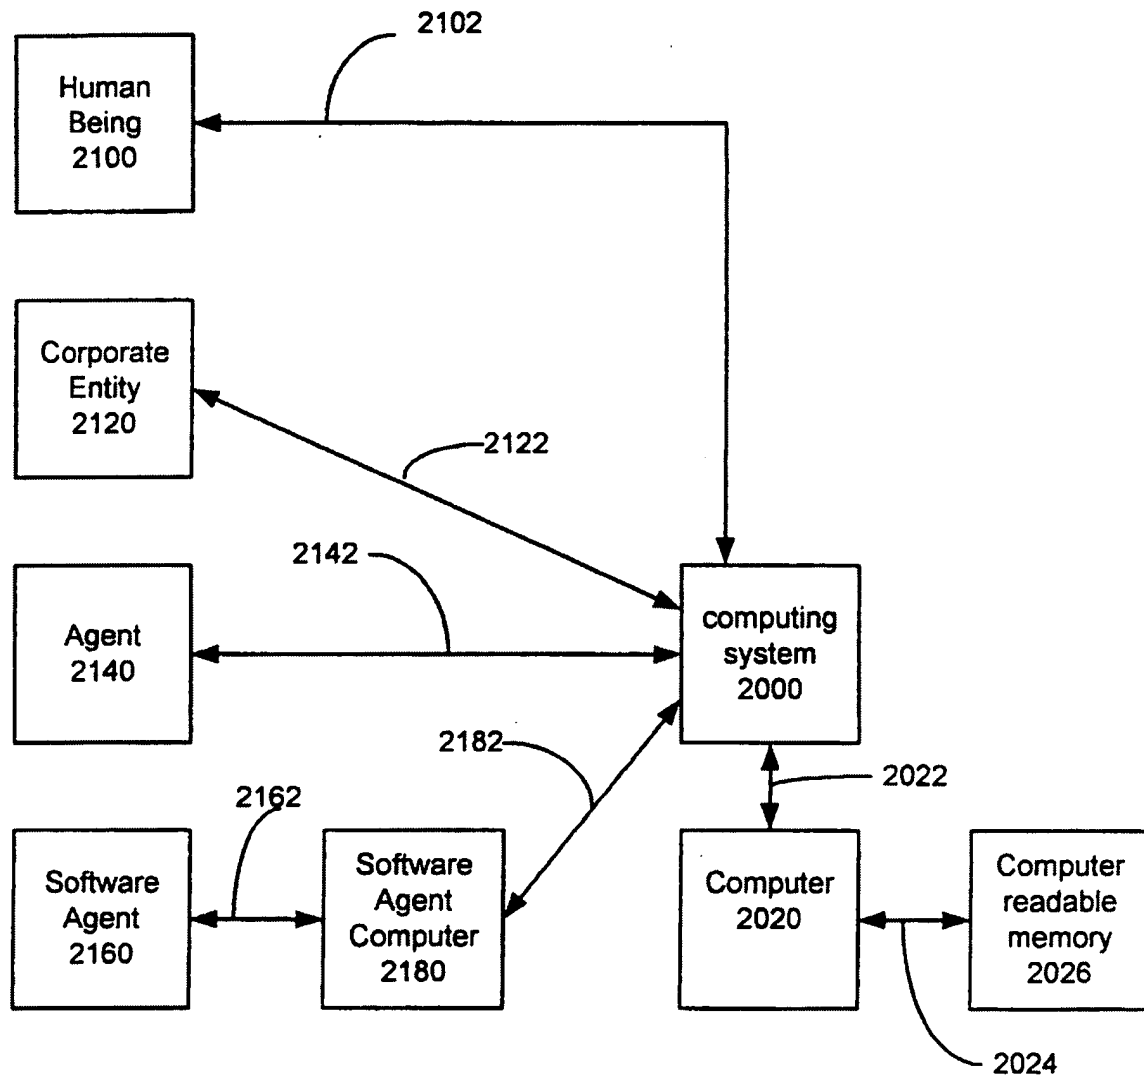 2102
Human
Being
2100
Corporate
Entity
2120
2122
2142
Agent
2140
computing
system
2000
2182
2022
2162
Software
Agent
2160
Software
Agent
Computer
2180
Computer
2020
Computer
readable
memory
2026
2024